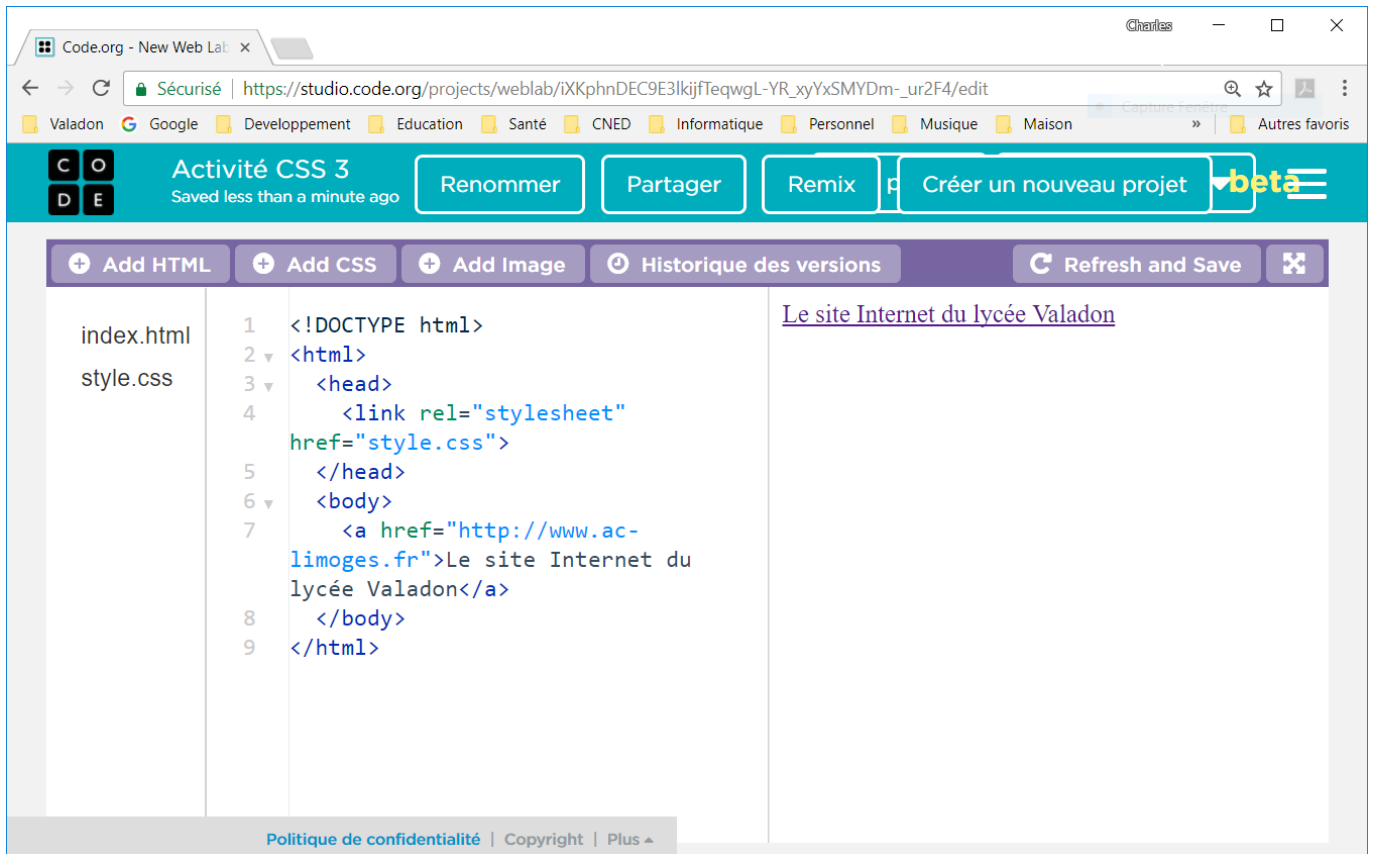 Charles
Code.org - New Web Lab
Sécurisé | https://studio.code.org/projects/weblab/iXKphnDEC9E3lkijfTeqwgL-YR_xyYxSMYDm-_ur2F4/edit
Capture Fenêtre
Valadon Google Developpement Education Santé CNED Informatique Personnel Musique Maison » Autres favoris
CODE
Activité CSS 3
Saved less than a minute ago
Renommer Partager Remix p Créer un nouveau projet beta
Add HTML Add CSS Add Image Historique des versions Refresh and Save
index.html
style.css
1 <!DOCTYPE html>
2 <html>
3 <head>
4 <link rel="stylesheet"
href="style.css">
5 </head>
6 <body>
7 <a href="http://www.ac-
limoges.fr">Le site Internet du
lycée Valadon</a>
8 </body>
9 </html>
Le site Internet du lycée Valadon
Politique de confidentialité | Copyright | Plus